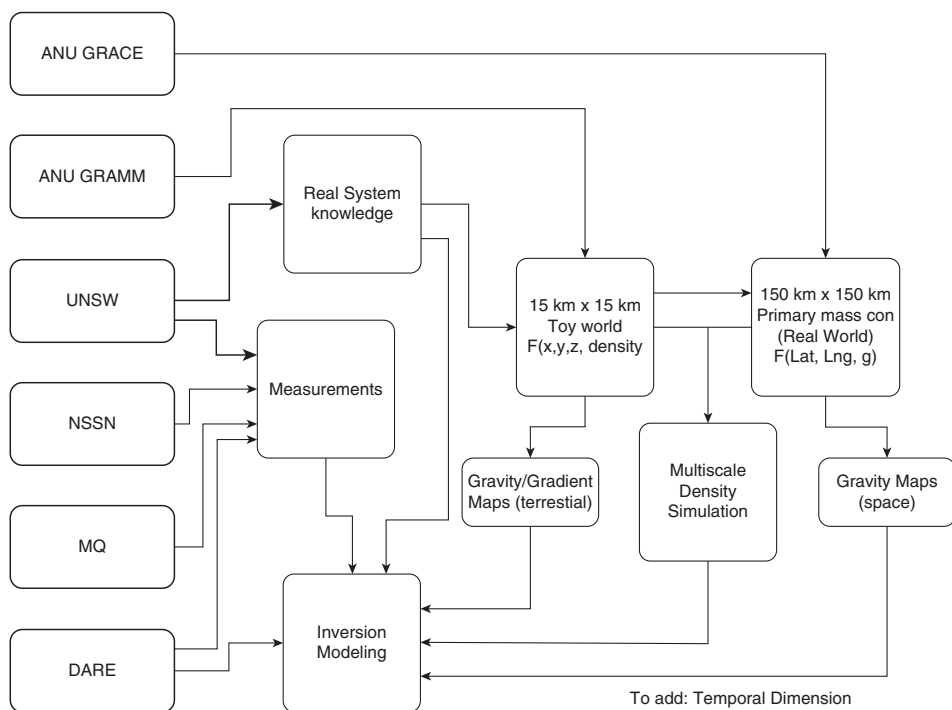 ANU GRACE
ANU GRAMM
UNSW
NSSN
MQ
DARE
Real System
knowledge
Measurements
Inversion
Modeling
15 km x 15 km
Toy world
F(x,y,z, density
150 km x 150 km
Primary mass con
(Real World)
F(Lat, Lng, g)
Gravity/Gradient
Maps (terrestial)
Multiscale
Density
Simulation
Gravity Maps
(space)
To add: Temporal Dimension